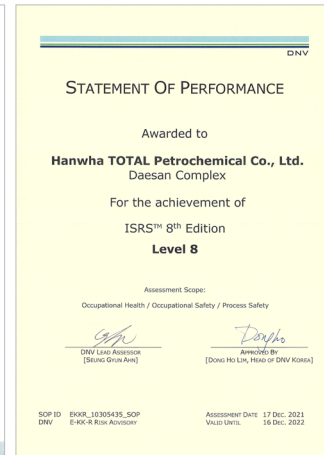 DNV
STATEMENT OF PERFORMANCE
Awarded to
Hanwha TOTAL Petrochemical Co., Ltd.
Daesan Complex
For the achievement of
ISRS™ 8th Edition
Level 8
Assessment Scope:
Occupational Health / Occupational Safety / Process Safety
Dongho
DNV LEAD ASSESSOR
[SEUNG GYUN AHN]
APPROVED BY
[DONG HO LIM, HEAD OF DNV KOREA]
SOP ID EKKR_10305435_SOP
DNV E-KK-R RISK ADVISORY
ASSESSMENT DATE 17 DEC. 2021
VALID UNTIL 16 DEC. 2022